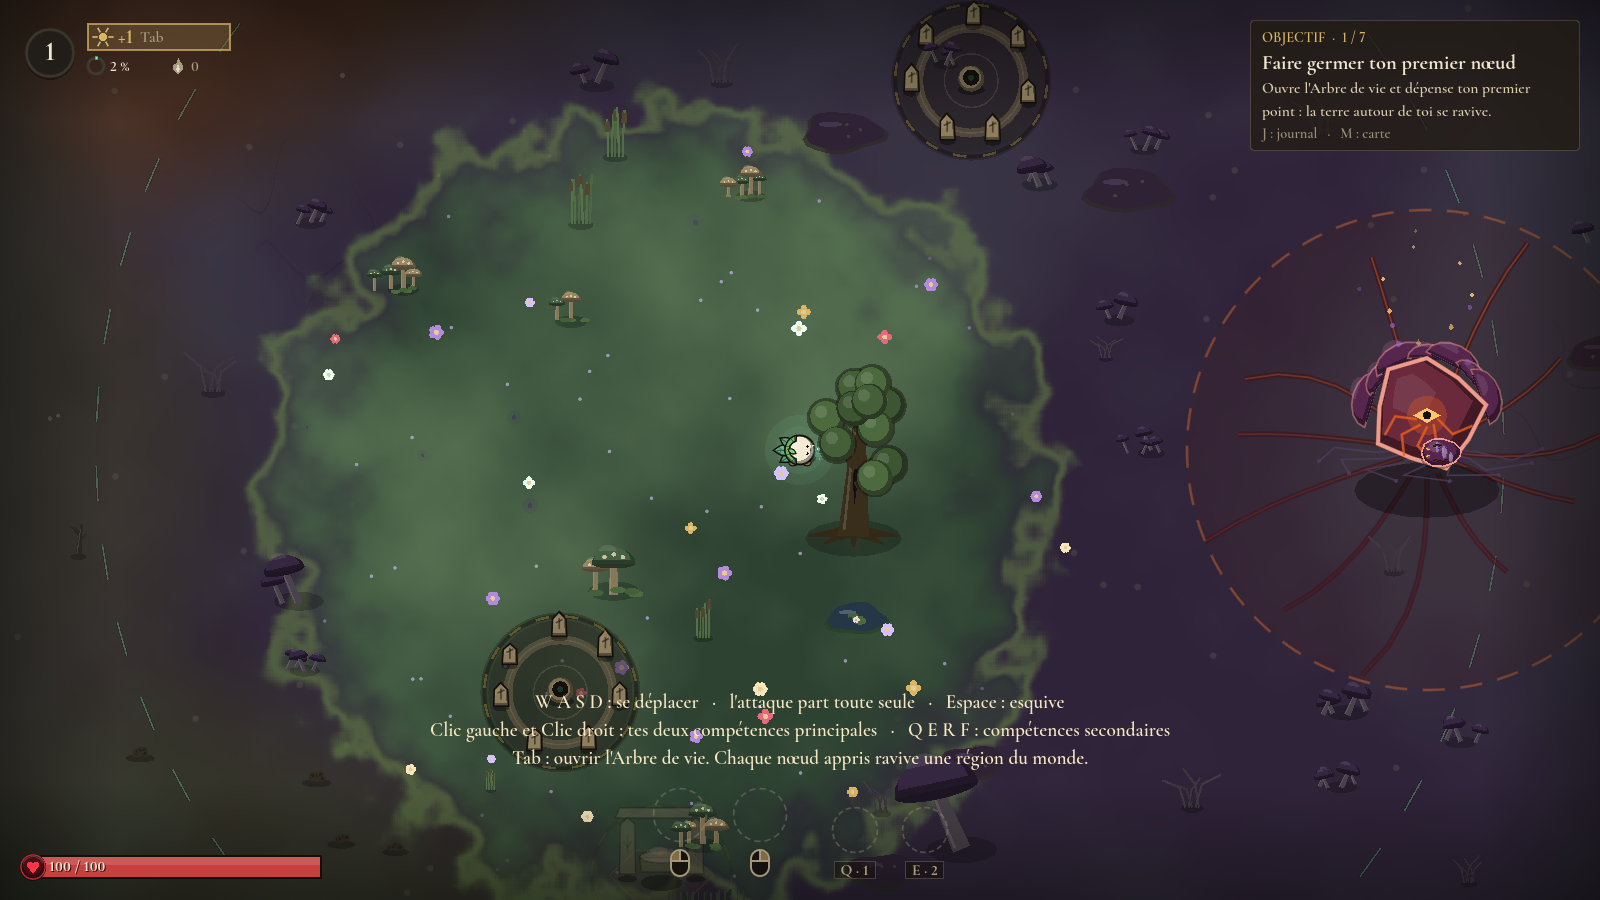 1
+1 Tab
2 %
0
OBJECTIF · 1 / 7
Faire germer ton premier nœud
Ouvre l'Arbre de vie et dépense ton premier
point : la terre autour de toi se ravive.
J : journal · M : carte
W A S D : se déplacer · l'attaque part toute seule · Espace : esquive
Clic gauche et Clic droit : tes deux compétences principales · Q E R F : compétences secondaires
Tab : ouvrir l'Arbre de vie. Chaque nœud appris ravive une région du monde.
100 / 100
Q · 1
E · 2